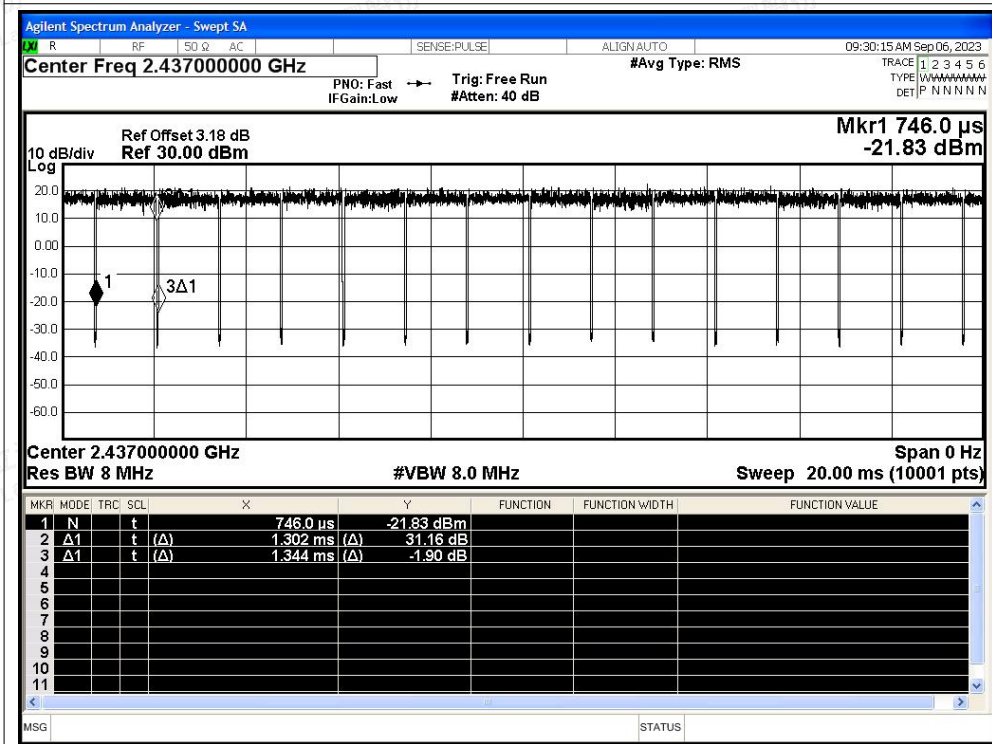 Agilent Spectrum Analyzer - Swept SA
LXI R RF 50 Ω AC SENSE:PULSE ALIGN AUTO 09:30:15 AM Sep 06, 2023
Center Freq 2.437000000 GHz #Avg Type: RMS TRACE 1 2 3 4 5 6
PNO: Fast Trig: Free Run TYPE WWWWWW
IFGain:Low #Atten: 40 dB DET P N N N N N
Mkr1 746.0 µs
Ref Offset 3.18 dB
10 dB/div Ref 30.00 dBm -21.83 dBm
Log
20.0
10.0
0.00
-10.0
1
3Δ1
-20.0
-30.0
-40.0
-50.0
-60.0
Center 2.437000000 GHz Span 0 Hz
Res BW 8 MHz #VBW 8.0 MHz Sweep 20.00 ms (10001 pts)
MKR MODE TRC SCL X Y FUNCTION FUNCTION WIDTH FUNCTION VALUE
1 N t 746.0 µs -21.83 dBm
2 Δ1 t (Δ) 1.302 ms (Δ) 31.16 dB
3 Δ1 t (Δ) 1.344 ms (Δ) -1.90 dB
4
5
6
7
8
9
10
11
MSG STATUS